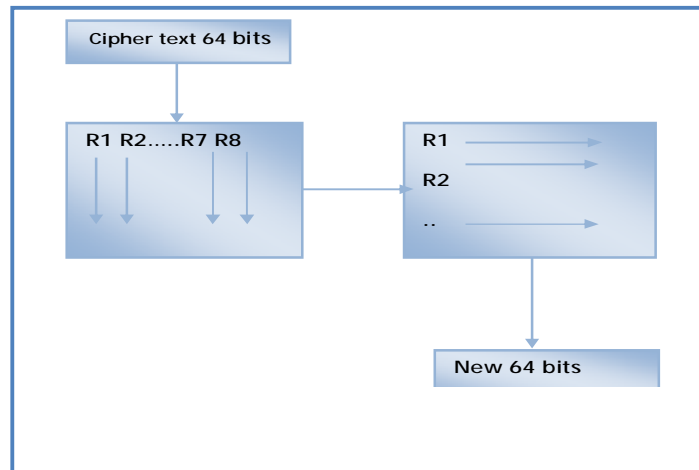 Cipher text 64 bits
R1 R2.....R7 R8
R1
R2
..
New 64 bits